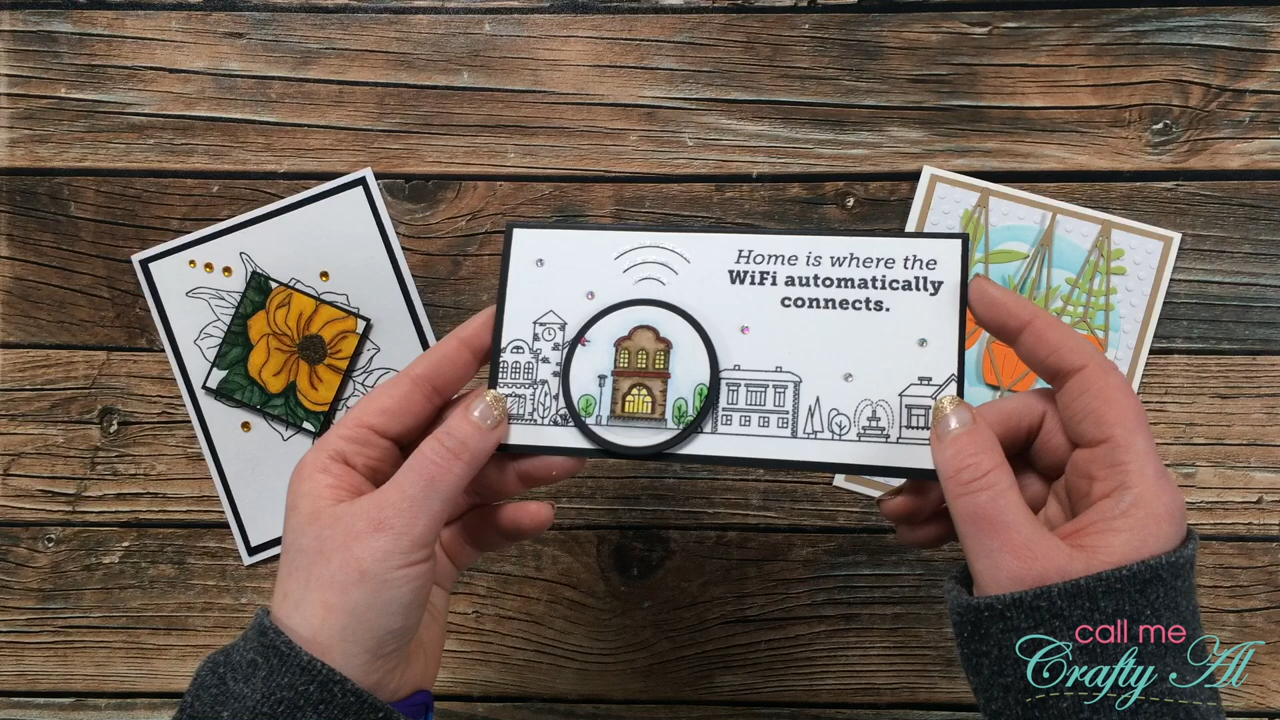 Home is where the
WiFi automatically
connects.
call me
Crafty Al